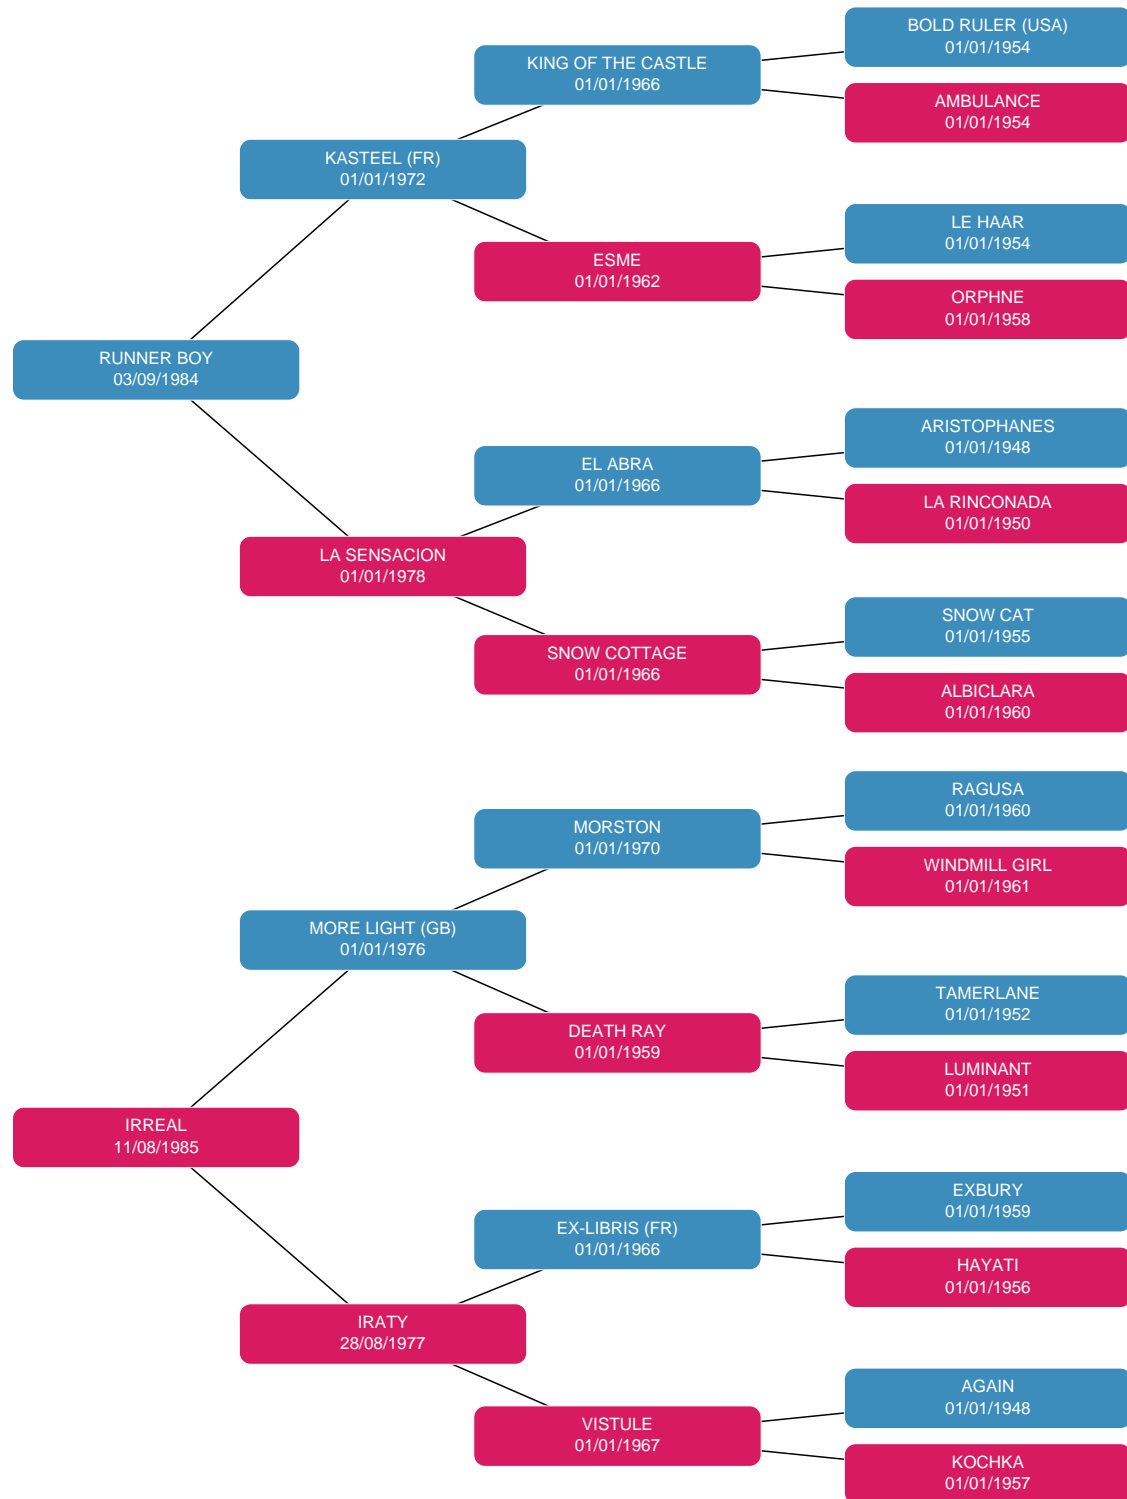 BOLD RULER (USA)
01/01/1954
KING OF THE CASTLE
01/01/1966
AMBULANCE
01/01/1954
KASTEEL (FR)
01/01/1972
LE HAAR
01/01/1954
ESME
01/01/1962
ORPHNE
01/01/1958
RUNNER BOY
03/09/1984
ARISTOPHANES
01/01/1948
EL ABRA
01/01/1966
LA RINCONADA
01/01/1950
LA SENSACION
01/01/1978
SNOW CAT
01/01/1955
SNOW COTTAGE
01/01/1966
ALBICLARA
01/01/1960
RAGUSA
01/01/1960
MORSTON
01/01/1970
WINDMILL GIRL
01/01/1961
MORE LIGHT (GB)
01/01/1976
TAMERLANE
01/01/1952
DEATH RAY
01/01/1959
LUMINANT
01/01/1951
IRREAL
11/08/1985
EXBURY
01/01/1959
EX-LIBRIS (FR)
01/01/1966
HAYATI
01/01/1956
IRATY
28/08/1977
AGAIN
01/01/1948
VISTULE
01/01/1967
KOCHKA
01/01/1957